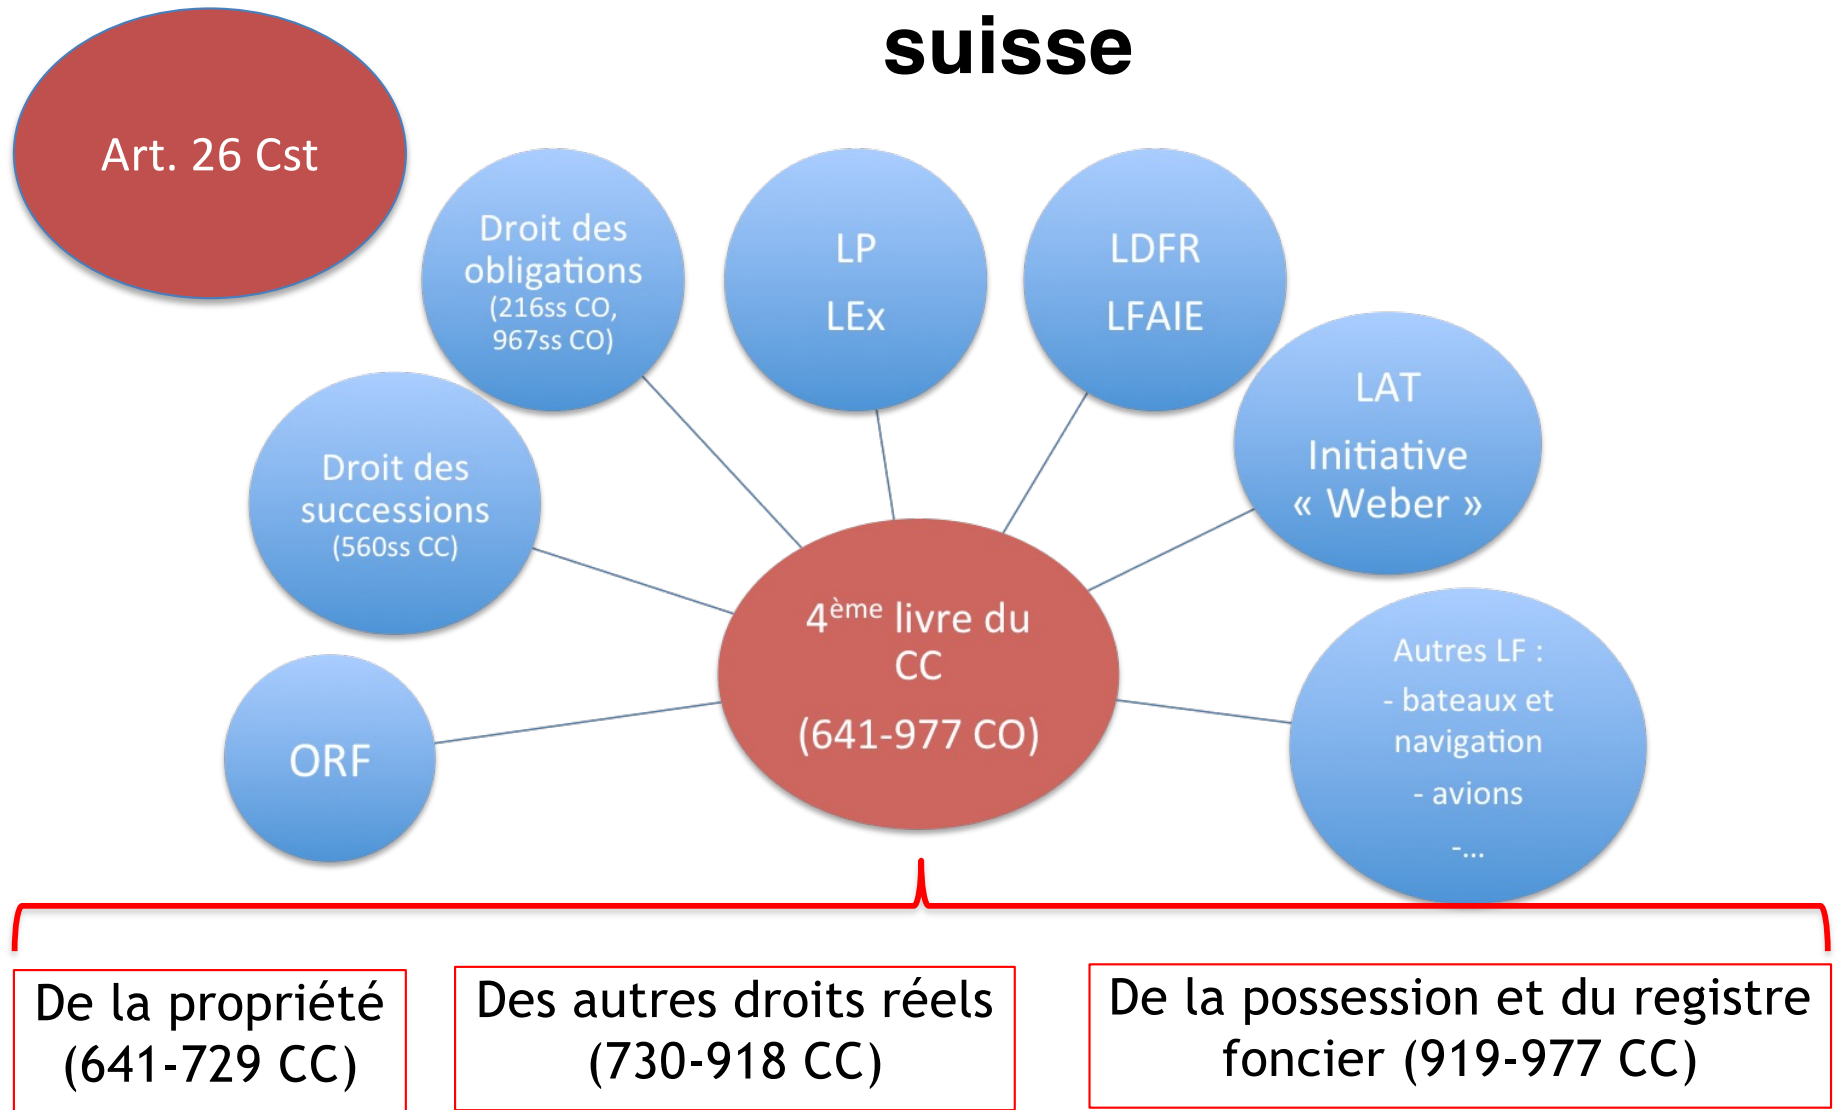 suisse
Art. 26 Cst
Droit des
obligations
(216ss CO,
967ss CO)
LP
LEx
LDFR
LFAIE
LAT
Initiative
« Weber »
Droit des
successions
(560ss CC)
4ème livre du
CC
(641-977 CO)
Autres LF :
- bateaux et
navigation
- avions
-...
ORF
De la propriété
(641-729 CC)
Des autres droits réels
(730-918 CC)
De la possession et du registre
foncier (919-977 CC)